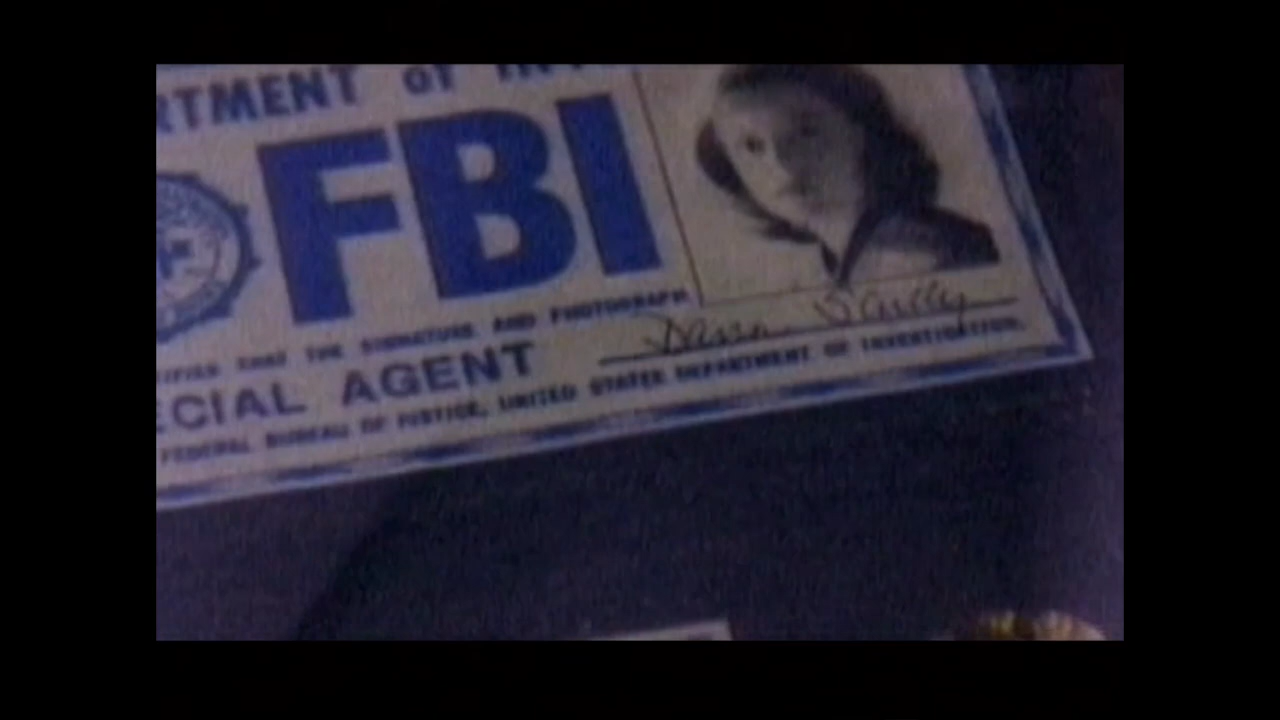 RTMENT of
FBI
TIFIES THAT THE SIGNATURE AND PHOTOGRAPH
Dana Scully
ECIAL AGENT
FEDERAL BUREAU OF JUSTICE, UNITED STATES DEPARTMENT OF INVESTIGATION.